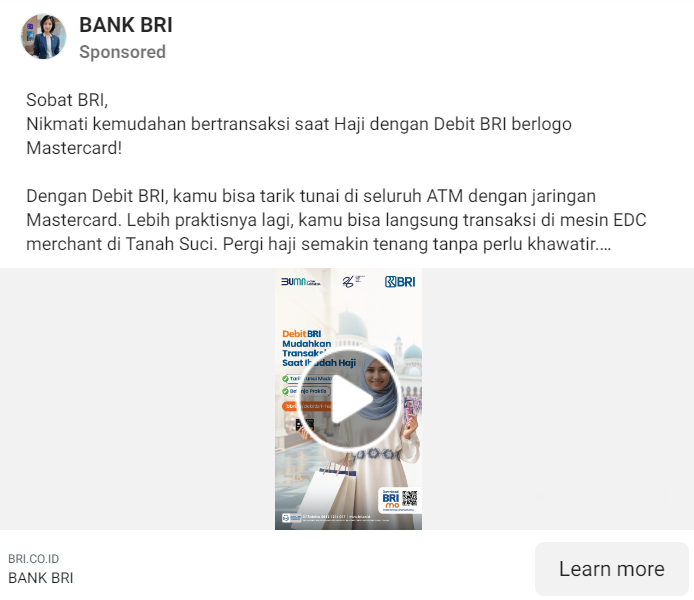 BANK BRI
Sponsored
Sobat BRI,
Nikmati kemudahan bertransaksi saat Haji dengan Debit BRI berlogo
Mastercard!
Dengan Debit BRI, kamu bisa tarik tunai di seluruh ATM dengan jaringan
Mastercard. Lebih praktisnya lagi, kamu bisa langsung transaksi di mesin EDC
merchant di Tanah Suci. Pergi haji semakin tenang tanpa perlu khawatir....
BUMN
BRI
Debit BRI
Mudahkan
Transaksi
Saat Ibadah Haji
BRI
BRI
mo
BRI.CO.ID
BANK BRI
Learn more